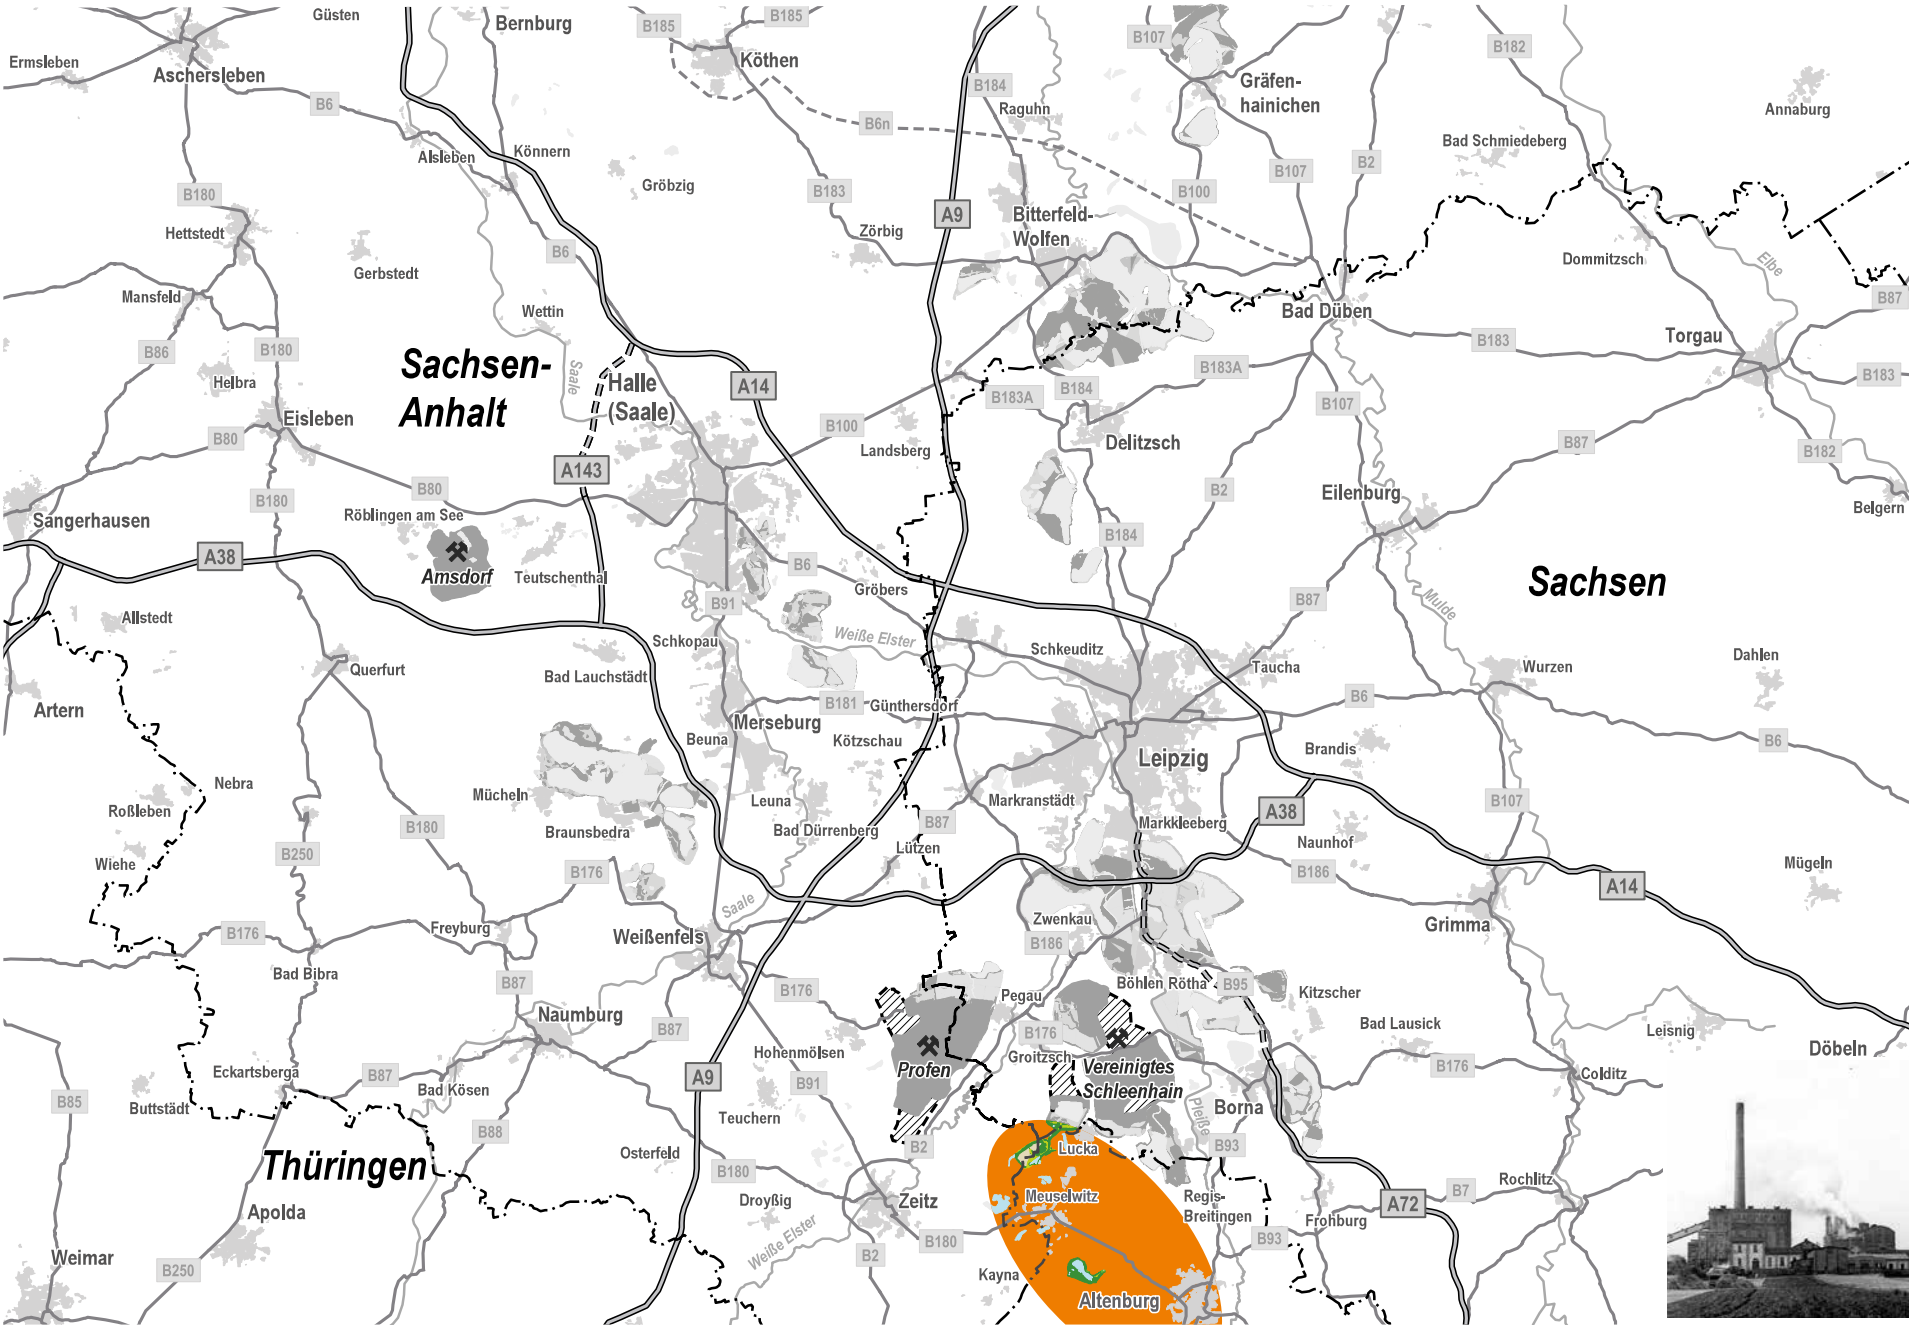 Güsten
Bernburg
B185
B185
B107
B182
Ermsleben
Aschersleben
Köthen
Gräfen-
hainichen
B184
Raguhn
Annaburg
B6
B6n
Bad Schmiedeberg
Alsleben
Könnern
B2
B180
Gröbzig
B183
B100
B107
Hettstedt
A9
Bitterfeld-
Wolfen
Zörbig
B6
Gerbstedt
Dommitzsch
Elbe
Mansfeld
Wettin
Bad Düben
B87
B86
B180
Sachsen-
Anhalt
Saale
Halle
(Saale)
A14
B183A
B183
Torgau
Helbra
B183A
B184
B107
B183
Eisleben
B80
B100
Landsberg
Delitzsch
B87
B182
A143
B180
B80
B2
Eilenburg
Belgern
Sangerhausen
Röblingen am See
B184
A38
Amsdorf
Teutschenthal
B6
Gröbers
Sachsen
B91
B87
Mulde
Allstedt
Schkopau
Weiße Elster
Schkeuditz
Taucha
Wurzen
Dahlen
Querfurt
Bad Lauchstädt
B6
Artern
Merseburg
B181
Günthersdorf
Beuna
Kötzschau
Leipzig
Brandis
B6
Nebra
Mücheln
Roßleben
Leuna
Markranstädt
B107
B180
Braunsbedra
Bad Dürrenberg
B87
Markkleeberg
A38
Naunhof
Wiehe
B250
Lützen
B176
B186
Mügeln
A14
Saale
Zwenkau
Grimma
B176
Freyburg
Weißenfels
B186
Bad Bibra
B87
B176
Pegau
Böhlen
Rötha
B95
Kitzscher
Naumburg
B87
B176
Bad Lausick
Leisnig
Hohenmölsen
Groitzsch
Döbeln
Eckartsberga
B87
Bad Kösen
A9
B91
Profen
Vereinigtes
Schleenhain
B176
Colditz
B85
Buttstädt
Teuchern
Pleiße
Borna
B88
B2
Lucka
B93
Thüringen
Osterfeld
B180
Droyßig
Zeitz
Meuselwitz
Regis-
Breitingen
A72
B7
Rochlitz
Apolda
Weiße Elster
Frohburg
Weimar
B250
B2
B180
B93
Kayna
Altenburg